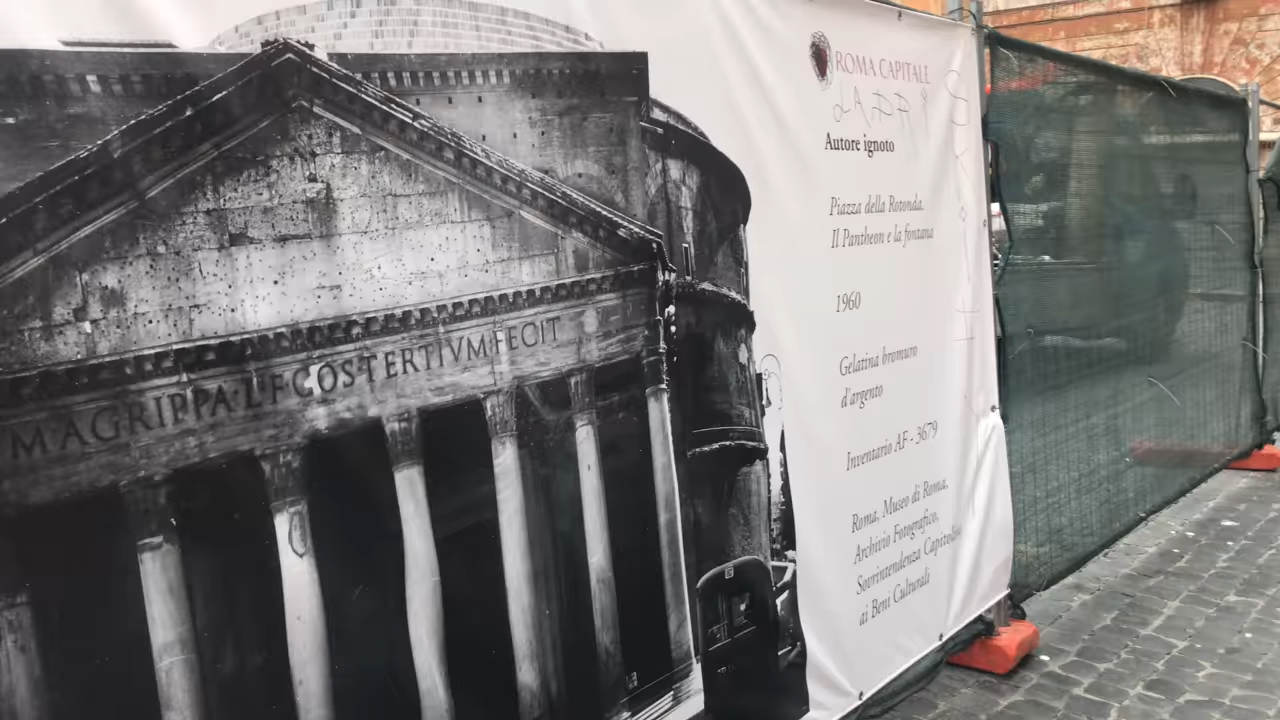 M·AGRIPPA·L·F·COS·TERTIVM·FECIT
ROMA CAPITALE
LADRI
Autore ignoto
Piazza della Rotonda.
Il Pantheon e la fontana
1960
Gelatina bromuro
d'argento
Inventario AF - 3679
Roma, Museo di Roma,
Archivio Fotografico,
Sovrintendenza Capitolina
ai Beni Culturali